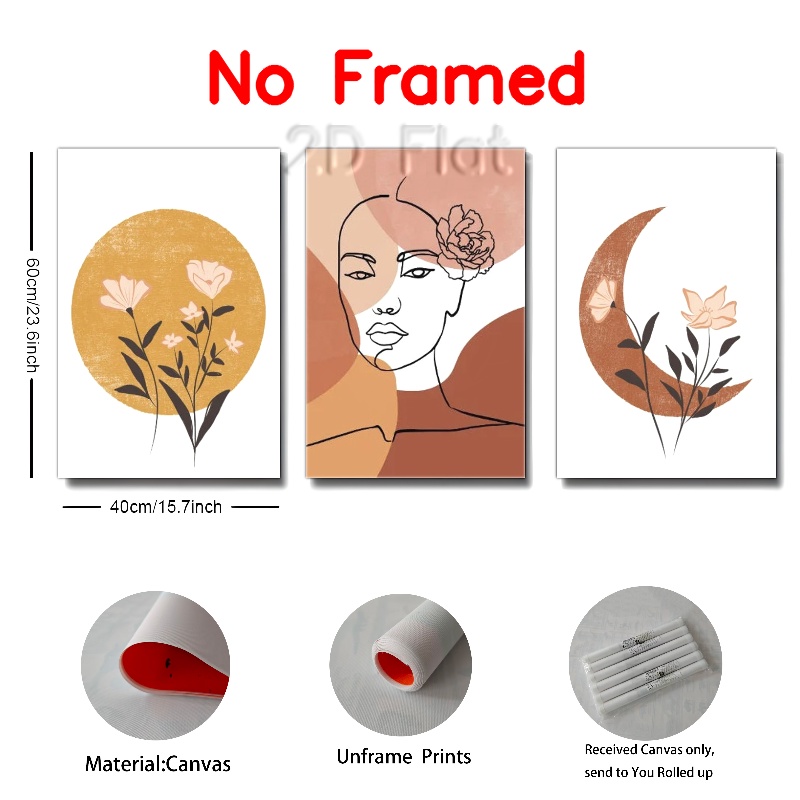 No Framed
2D Flat
60cm/23.6inch
40cm/15.7inch
Material:Canvas
Unframe Prints
Received Canvas only,
send to You Rolled up